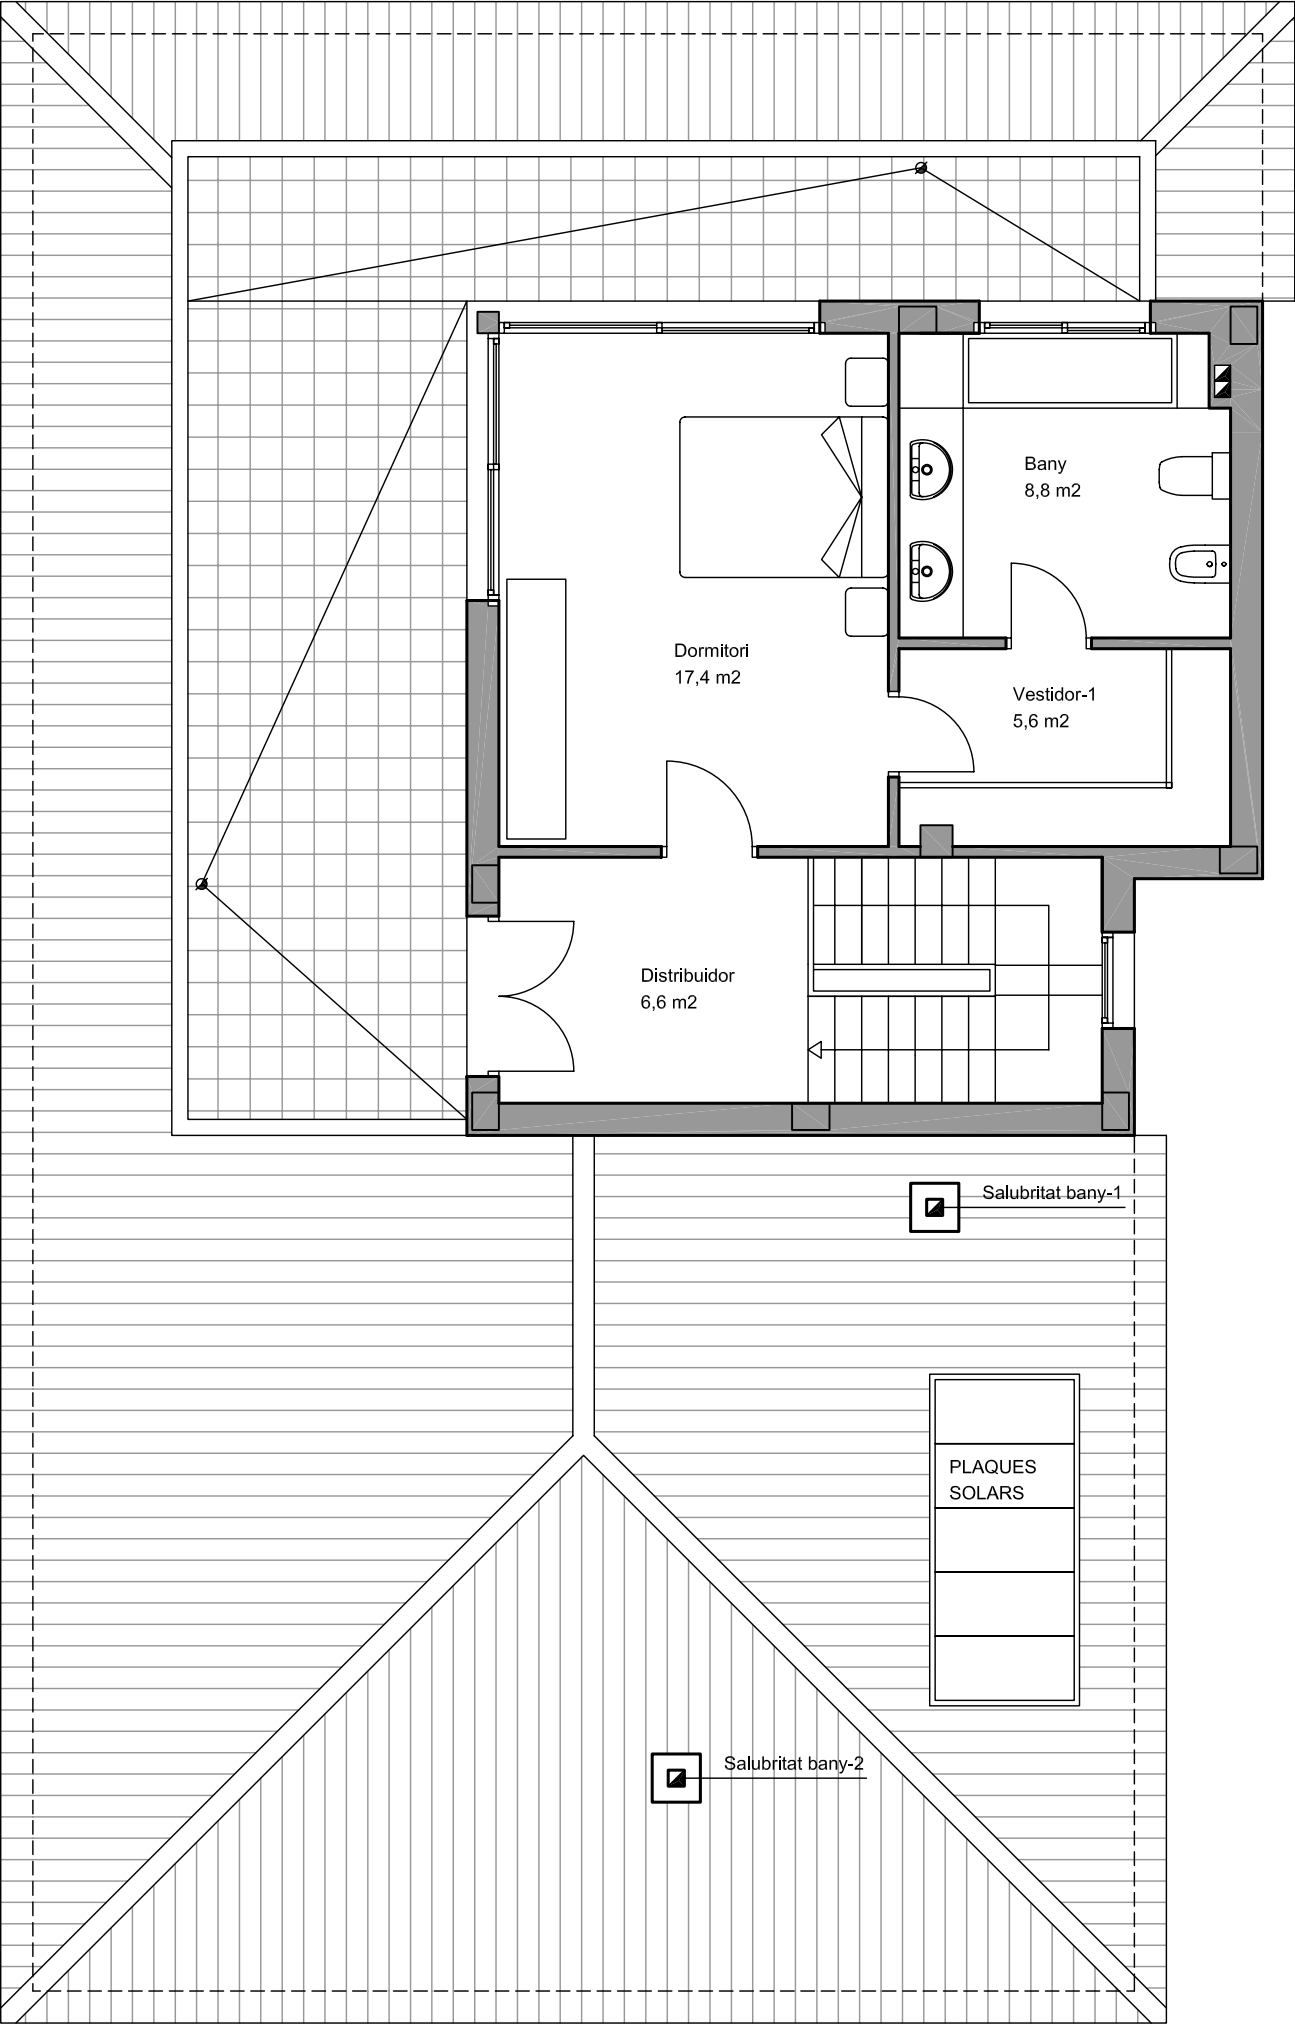 Bany
8,8 m2
Dormitori
17,4 m2
Vestidor-1
5,6 m2
Distribuidor
6,6 m2
Salubritat bany-1
PLAQUES
SOLARS
Salubritat bany-2